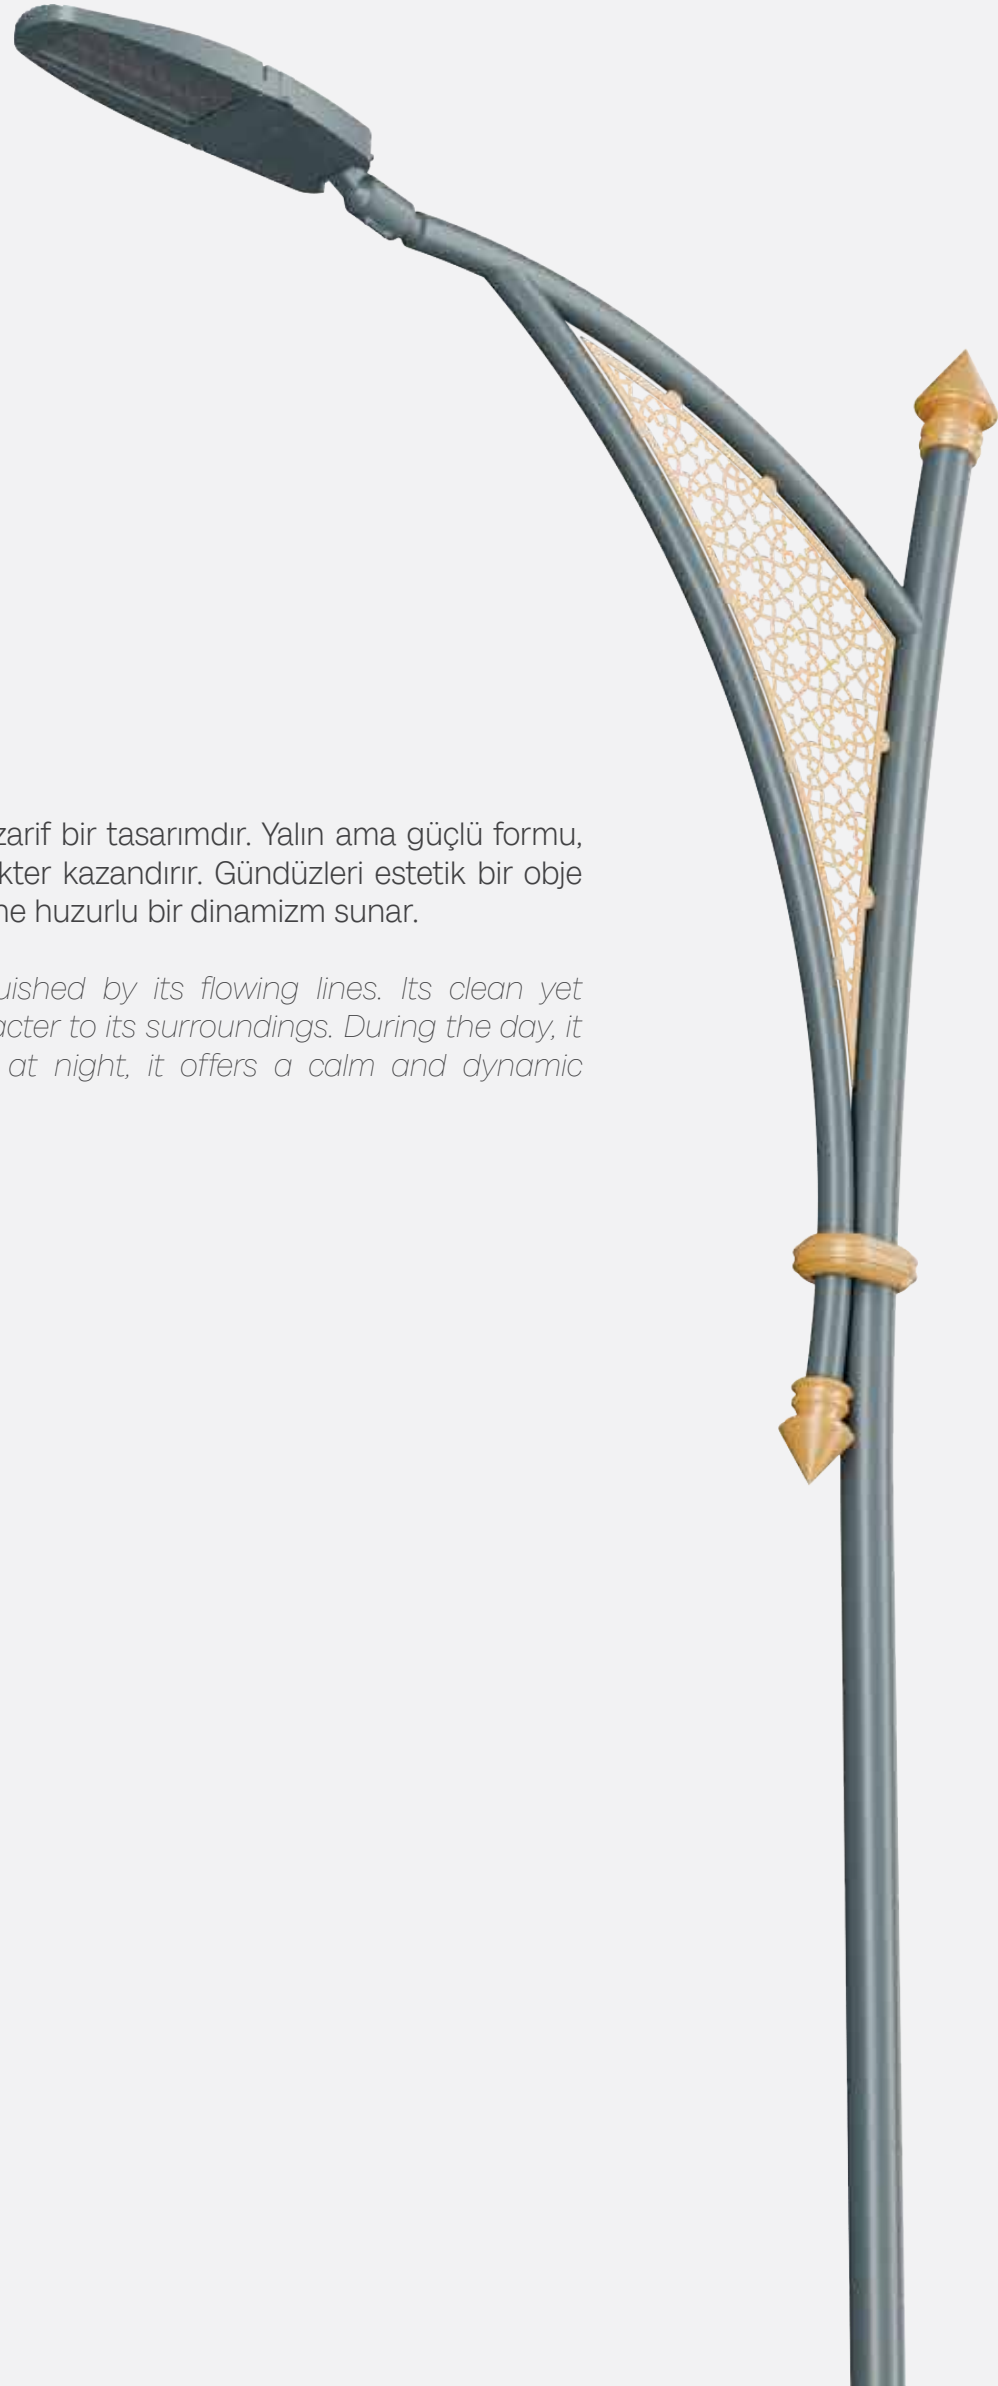 zarif bir tasarımdır. Yalın ama güçlü formu,
kter kazandırır. Gündüzleri estetik bir obje
ne huzurlu bir dinamizm sunar.
uished by its flowing lines. Its clean yet
acter to its surroundings. During the day, it
at night, it offers a calm and dynamic